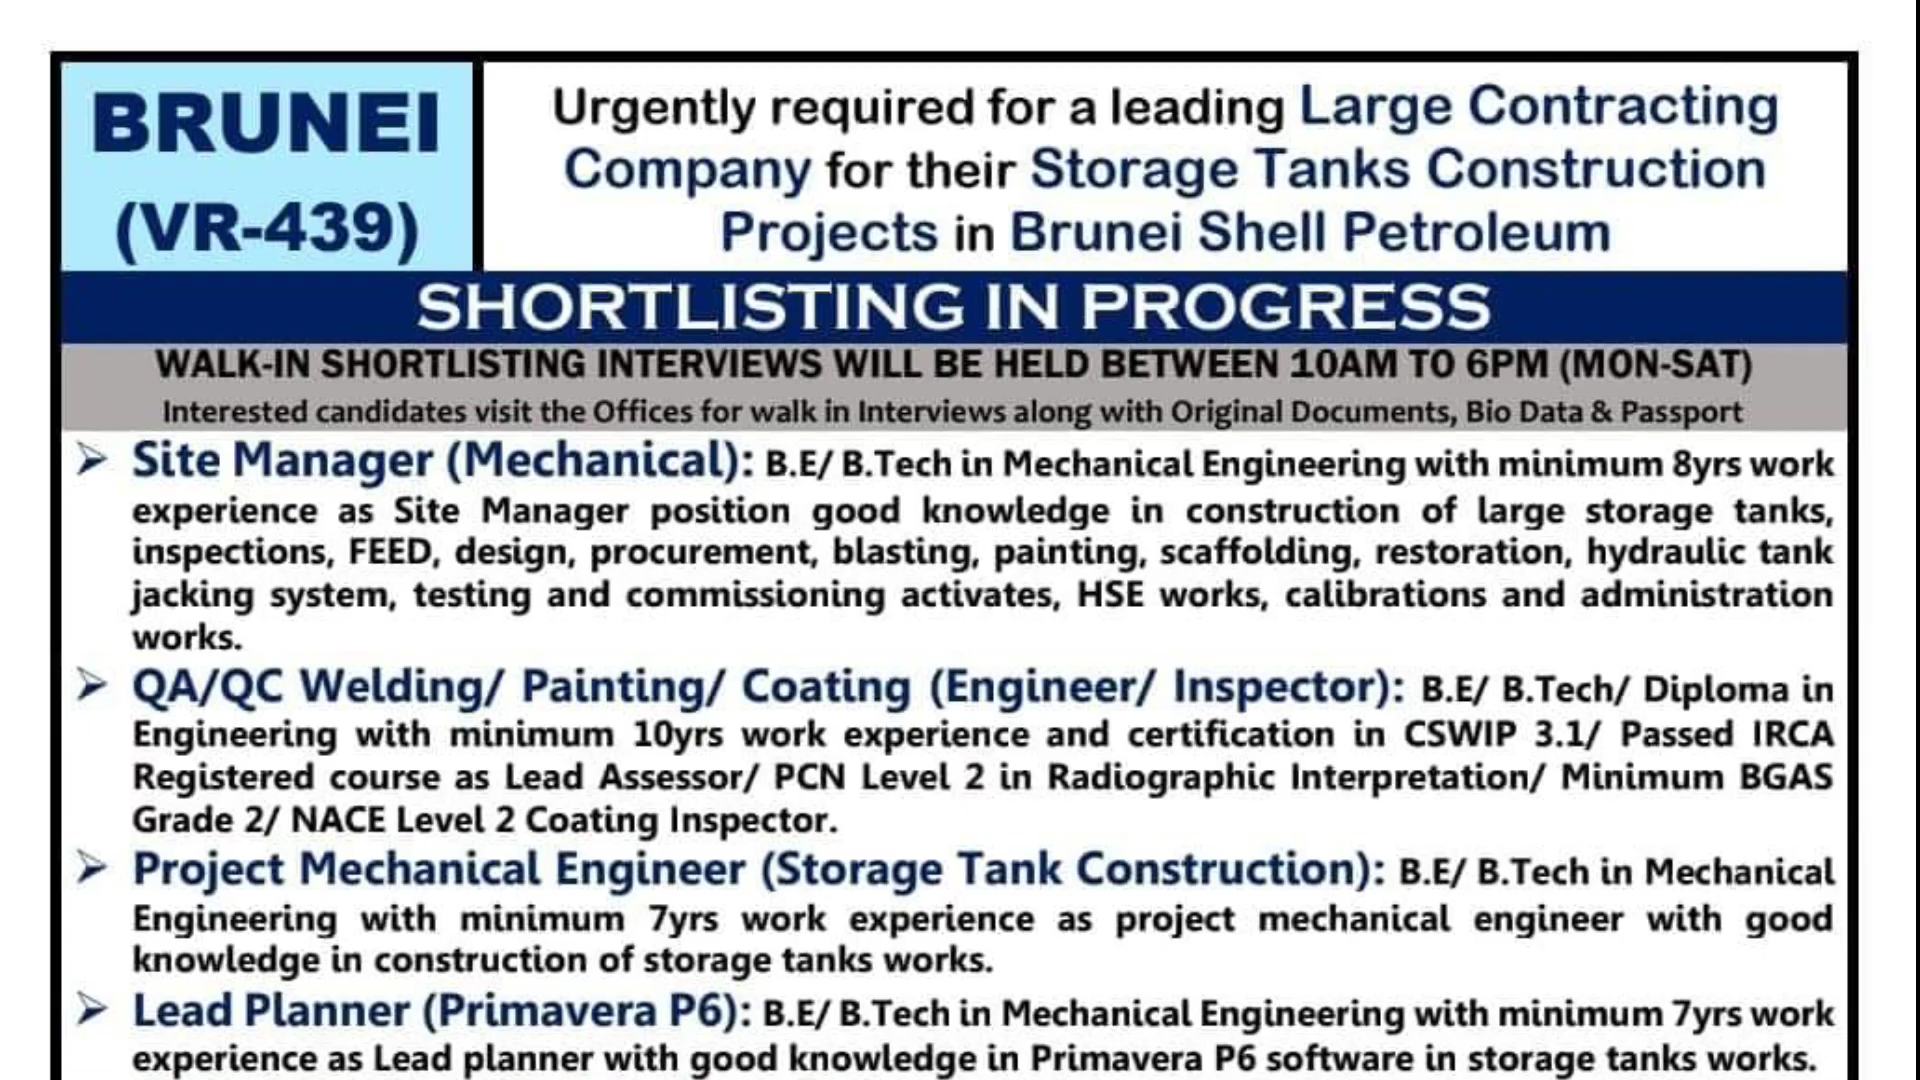 BRUNEI
(VR-439)
Urgently required for a leading Large Contracting
Company for their Storage Tanks Construction
Projects in Brunei Shell Petroleum
SHORTLISTING IN PROGRESS
WALK-IN SHORTLISTING INTERVIEWS WILL BE HELD BETWEEN 10AM TO 6PM (MON-SAT)
Interested candidates visit the Offices for walk in Interviews along with Original Documents, Bio Data & Passport
➢ Site Manager (Mechanical): B.E/ B.Tech in Mechanical Engineering with minimum 8yrs work
experience as Site Manager position good knowledge in construction of large storage tanks,
inspections, FEED, design, procurement, blasting, painting, scaffolding, restoration, hydraulic tank
jacking system, testing and commissioning activates, HSE works, calibrations and administration
works.
➢ QA/QC Welding/ Painting/ Coating (Engineer/ Inspector): B.E/ B.Tech/ Diploma in
Engineering with minimum 10yrs work experience and certification in CSWIP 3.1/ Passed IRCA
Registered course as Lead Assessor/ PCN Level 2 in Radiographic Interpretation/ Minimum BGAS
Grade 2/ NACE Level 2 Coating Inspector.
➢ Project Mechanical Engineer (Storage Tank Construction): B.E/ B.Tech in Mechanical
Engineering with minimum 7yrs work experience as project mechanical engineer with good
knowledge in construction of storage tanks works.
➢ Lead Planner (Primavera P6): B.E/ B.Tech in Mechanical Engineering with minimum 7yrs work
experience as Lead planner with good knowledge in Primavera P6 software in storage tanks works.